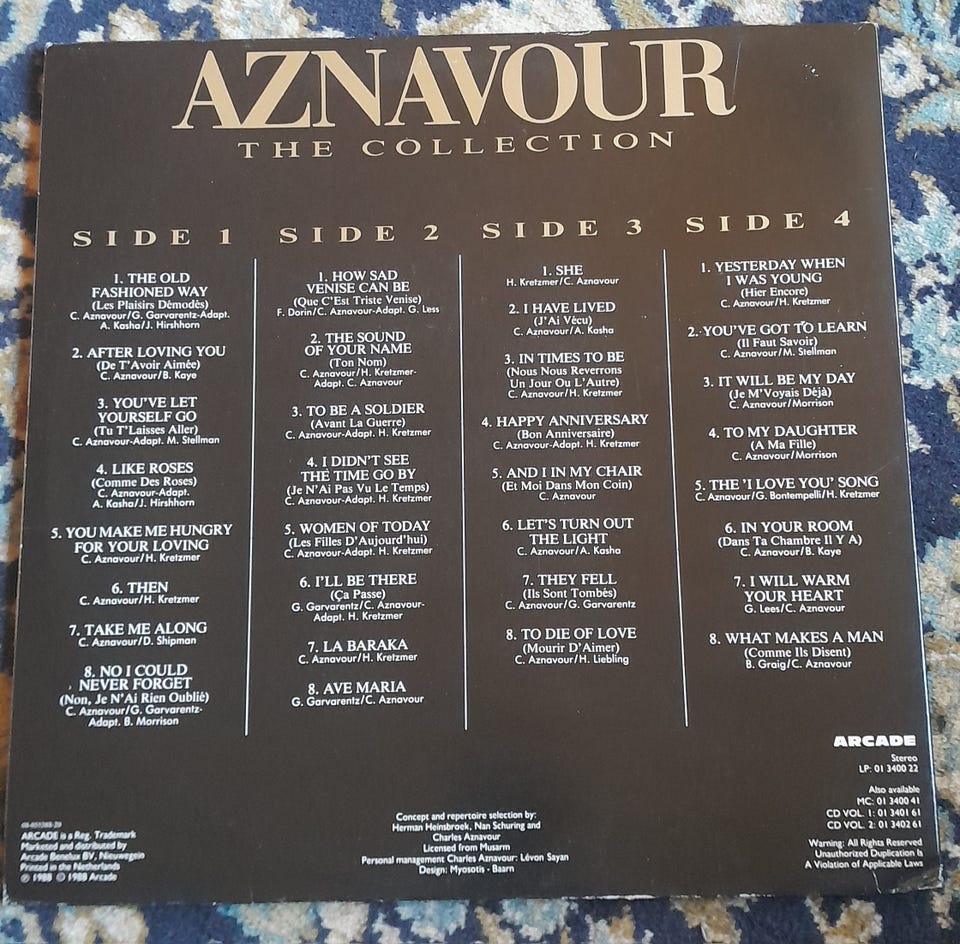 AZNAVOUR
THE COLLECTION
SIDE 1
1. THE OLD
FASHIONED WAY
(Les Plaisirs Démodés)
C. Aznavour/G. Garvarentz-Adapt.
A. Kasha/J. Hirshhorn
2. AFTER LOVING YOU
(De T'Avoir Aimée)
C. Aznavour/B. Kaye
3. YOU'VE LET
YOURSELF GO
(Tu T'Laisses Aller)
C. Aznavour-Adapt. M. Stellman
4. LIKE ROSES
(Comme Des Roses)
C. Aznavour-Adapt.
A. Kasha/J. Hirshhorn
5. YOU MAKE ME HUNGRY
FOR YOUR LOVING
C. Aznavour/H. Kretzmer
6. THEN
C. Aznavour/H. Kretzmer
7. TAKE ME ALONG
C. Aznavour/D. Shipman
8. NO I COULD
NEVER FORGET
(Non, Je N'Ai Rien Oublié)
C. Aznavour/G. Garvarentz-
Adapt. B. Morrison
SIDE 2
1. HOW SAD
VENISE CAN BE
(Que C'Est Triste Venise)
F. Dorin/C. Aznavour-Adapt. G. Less
2. THE SOUND
OF YOUR NAME
(Ton Nom)
C. Aznavour/H. Kretzmer-
Adapt. C. Aznavour
3. TO BE A SOLDIER
(Avant La Guerre)
C. Aznavour-Adapt. H. Kretzmer
4. I DIDN'T SEE
THE TIME GO BY
(Je N'Ai Pas Vu Le Temps)
C. Aznavour-Adapt. H. Kretzmer
5. WOMEN OF TODAY
(Les Filles D'Aujourd'hui)
C. Aznavour-Adapt. H. Kretzmer
6. I'LL BE THERE
(Ça Passe)
G. Garvarentz/C. Aznavour-
Adapt. H. Kretzmer
7. LA BARAKA
C. Aznavour/H. Kretzmer
8. AVE MARIA
G. Garvarentz/C. Aznavour
SIDE 3
1. SHE
H. Kretzmer/C. Aznavour
2. I HAVE LIVED
(J'Ai Vécu)
C. Aznavour/A. Kasha
3. IN TIMES TO BE
(Nous Nous Reverrons
Un Jour Ou L'Autre)
C. Aznavour/H. Kretzmer
4. HAPPY ANNIVERSARY
(Bon Anniversaire)
C. Aznavour-Adapt. H. Kretzmer
5. AND I IN MY CHAIR
(Et Moi Dans Mon Coin)
C. Aznavour
6. LET'S TURN OUT
THE LIGHT
C. Aznavour/A. Kasha
7. THEY FELL
(Ils Sont Tombés)
C. Aznavour/G. Garvarentz
8. TO DIE OF LOVE
(Mourir D'Aimer)
C. Aznavour/H. Liebling
SIDE 4
1. YESTERDAY WHEN
I WAS YOUNG
(Hier Encore)
C. Aznavour/H. Kretzmer
2. YOU'VE GOT TO LEARN
(Il Faut Savoir)
C. Aznavour/M. Stellman
3. IT WILL BE MY DAY
(Je M'Voyais Déjà)
C. Aznavour/Morrison
4. TO MY DAUGHTER
(A Ma Fille)
C. Aznavour/Morrison
5. THE 'I LOVE YOU' SONG
C. Aznavour/G. Bontempelli/H. Kretzmer
6. IN YOUR ROOM
(Dans Ta Chambre Il Y A)
C. Aznavour/B. Kaye
7. I WILL WARM
YOUR HEART
G. Lees/C. Aznavour
8. WHAT MAKES A MAN
(Comme Ils Disent)
B. Graig/C. Aznavour
ARCADE is a Reg. Trademark
Marketed and distributed by
Arcade Benelux BV, Nieuwegein
Printed in the Netherlands
℗ 1988 © 1988 Arcade
Concept and repertoire selection by:
Herman Heinsbroek, Nan Schuring and
Charles Aznavour
Licensed from Musarm
Personal management Charles Aznavour: Lévon Sayan
Design: Myosotis - Baarn
ARCADE
Stereo
LP: 01 3400 22
Also available
MC: 01 3400 41
CD VOL. 1: 01 3401 61
CD VOL. 2: 01 3402 61
Warning: All Rights Reserved
Unauthorized Duplication Is
A Violation of Applicable Laws